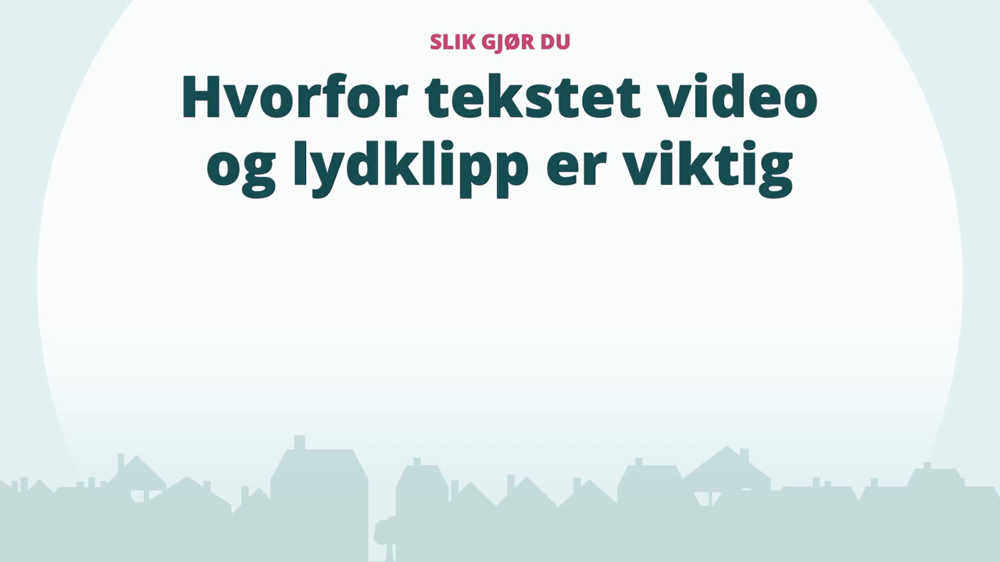 SLIK GJØR DU
Hvorfor tekstet video
og lydklipp er viktig